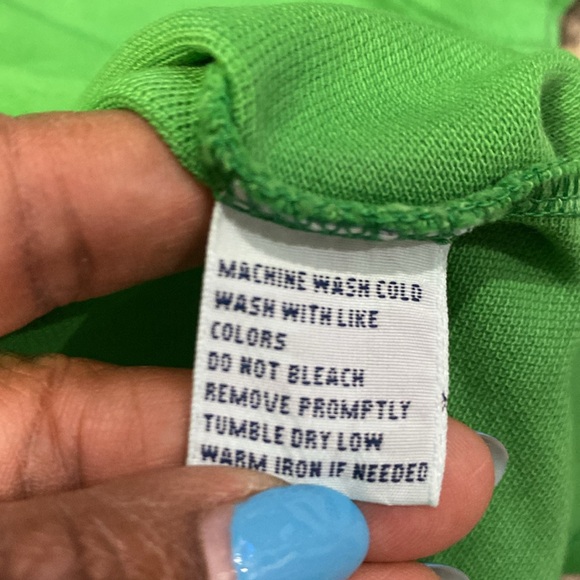 MACHINE WASH COLD
WASH WITH LIKE
COLORS
DO NOT BLEACH
REMOVE PROMPTLY
TUMBLE DRY LOW
WARM IRON IF NEEDED